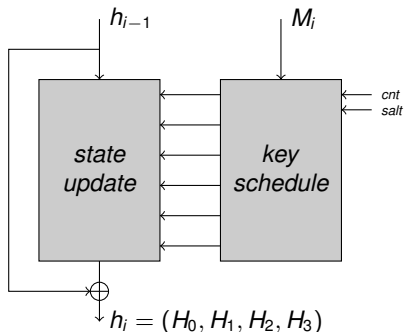 h_{i−1}
M_i
state
update
key
schedule
cnt
salt
h_i = (H_0, H_1, H_2, H_3)